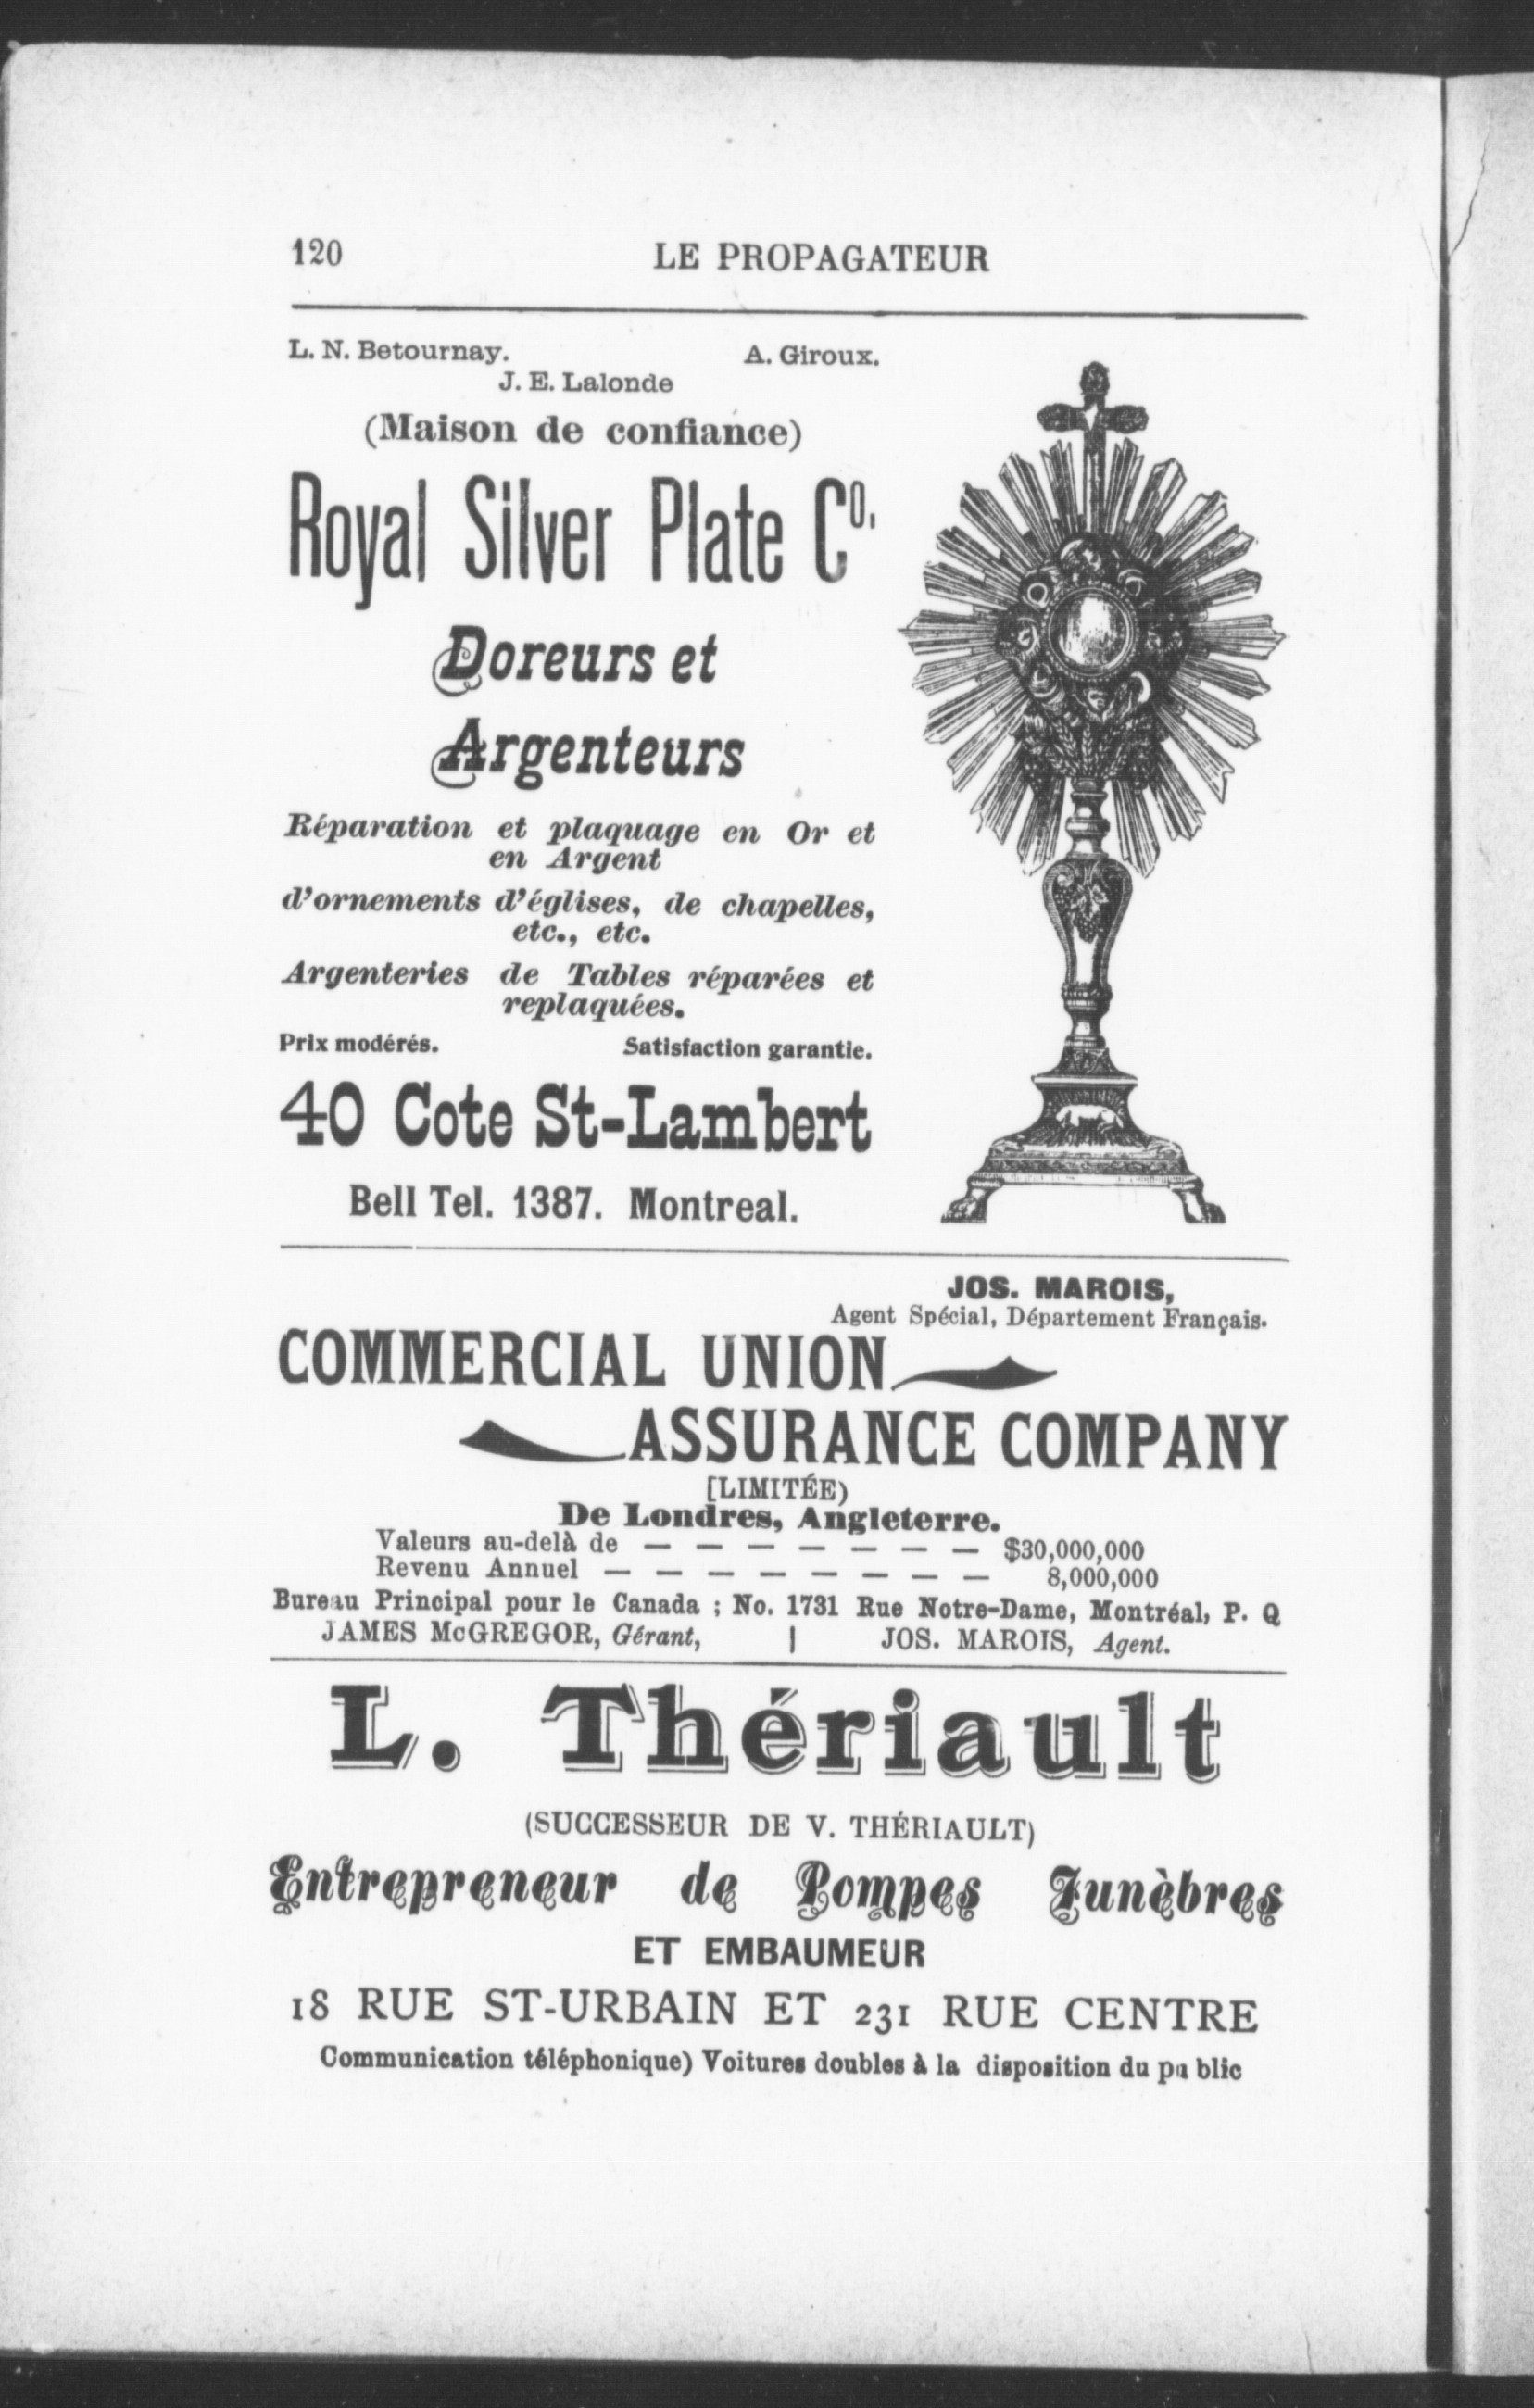 120 LE PROPAGATEUR
L. N. Betournay. A. Giroux.
J. E. Lalonde
(Maison de confiance)
Royal Silver Plate Co.
Doreurs et
Argenteurs
Réparation et plaquage en Or et
en Argent
d'ornements d'églises, de chapelles,
etc., etc.
Argenteries de Tables réparées et
replaquées.
Prix modérés. Satisfaction garantie.
40 Cote St-Lambert
Bell Tel. 1387. Montreal.
JOS. MAROIS,
Agent Spécial, Département Français.
COMMERCIAL UNION
ASSURANCE COMPANY
[LIMITÉE)
De Londres, Angleterre.
Valeurs au-delà de — — — — — — — $30,000,000
Revenu Annuel — — — — — — — — 8,000,000
Bureau Principal pour le Canada ; No. 1731 Rue Notre-Dame, Montréal, P. Q
JAMES McGREGOR, Gérant, | JOS. MAROIS, Agent.
L. Thériault
(SUCCESSEUR DE V. THÉRIAULT)
Entrepreneur de Pompes Funèbres
ET EMBAUMEUR
18 RUE ST-URBAIN ET 231 RUE CENTRE
Communication téléphonique) Voitures doubles à la disposition du pu blic